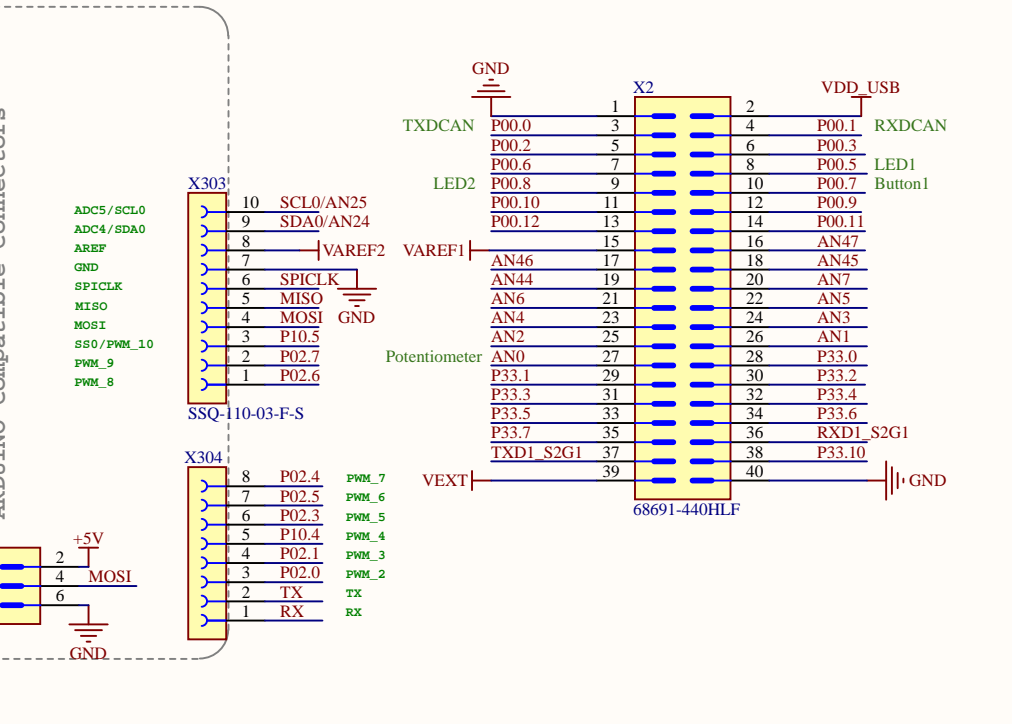 ARDUINO compatible connectors
X303
ADC5/SCL0 10 SCL0/AN25
ADC4/SDA0 9 SDA0/AN24
AREF 8 VAREF2
GND 7
SPICLK 6 SPICLK
GND
MISO 5 MISO
MOSI 4 MOSI
SS0/PWM_10 3 P10.5
PWM_9 2 P02.7
PWM_8 1 P02.6
SSQ-110-03-F-S
X304
8 P02.4 PWM_7
7 P02.5 PWM_6
6 P02.3 PWM_5
5 P10.4 PWM_4
4 P02.1 PWM_3
3 P02.0 PWM_2
2 TX TX
1 RX RX
+5V
2
4 MOSI
6
GND
GND
X2
VDD_USB
1 2
TXDCAN P00.0 3 4 P00.1 RXDCAN
P00.2 5 6 P00.3
P00.6 7 8 P00.5 LED1
LED2 P00.8 9 10 P00.7 Button1
P00.10 11 12 P00.9
P00.12 13 14 P00.11
VAREF1 15 16 AN47
AN46 17 18 AN45
AN44 19 20 AN7
AN6 21 22 AN5
AN4 23 24 AN3
AN2 25 26 AN1
Potentiometer AN0 27 28 P33.0
P33.1 29 30 P33.2
P33.3 31 32 P33.4
P33.5 33 34 P33.6
P33.7 35 36 RXD1_S2G1
TXD1_S2G1 37 38 P33.10
VEXT 39 40 GND
68691-440HLF